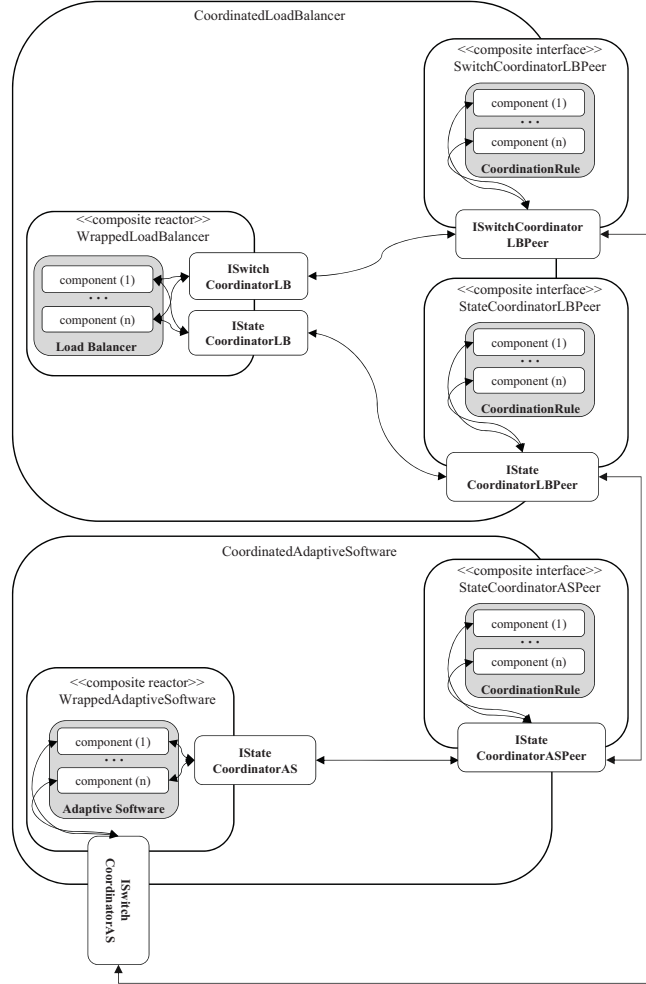 CoordinatedLoadBalancer
<<composite interface>>
SwitchCoordinatorLBPeer
component (1)
...
component (n)
CoordinationRule
ISwitchCoordinator
LBPeer
<<composite reactor>>
WrappedLoadBalancer
component (1)
...
component (n)
Load Balancer
ISwitch
CoordinatorLB
IState
CoordinatorLB
<<composite interface>>
StateCoordinatorLBPeer
component (1)
...
component (n)
CoordinationRule
IState
CoordinatorLBPeer
CoordinatedAdaptiveSoftware
<<composite interface>>
StateCoordinatorASPeer
component (1)
...
component (n)
CoordinationRule
IState
CoordinatorASPeer
<<composite reactor>>
WrappedAdaptiveSoftware
component (1)
...
component (n)
Adaptive Software
IState
CoordinatorAS
ISwitch
CoordinatorAS